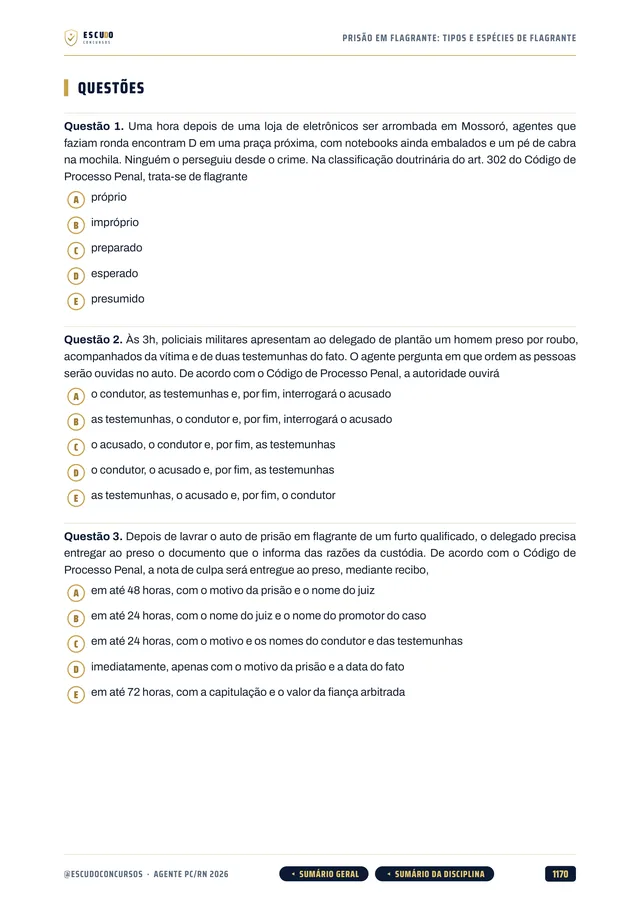 ESCUDO
CONCURSOS
PRISÃO EM FLAGRANTE: TIPOS E ESPÉCIES DE FLAGRANTE
QUESTÕES
Questão 1. Uma hora depois de uma loja de eletrônicos ser arrombada em Mossoró, agentes que
faziam ronda encontram D em uma praça próxima, com notebooks ainda embalados e um pé de cabra
na mochila. Ninguém o perseguiu desde o crime. Na classificação doutrinária do art. 302 do Código de
Processo Penal, trata-se de flagrante
A próprio
B impróprio
C preparado
D esperado
E presumido
Questão 2. Às 3h, policiais militares apresentam ao delegado de plantão um homem preso por roubo,
acompanhados da vítima e de duas testemunhas do fato. O agente pergunta em que ordem as pessoas
serão ouvidas no auto. De acordo com o Código de Processo Penal, a autoridade ouvirá
A o condutor, as testemunhas e, por fim, interrogará o acusado
B as testemunhas, o condutor e, por fim, interrogará o acusado
C o acusado, o condutor e, por fim, as testemunhas
D o condutor, o acusado e, por fim, as testemunhas
E as testemunhas, o acusado e, por fim, o condutor
Questão 3. Depois de lavrar o auto de prisão em flagrante de um furto qualificado, o delegado precisa
entregar ao preso o documento que o informa das razões da custódia. De acordo com o Código de
Processo Penal, a nota de culpa será entregue ao preso, mediante recibo,
A em até 48 horas, com o motivo da prisão e o nome do juiz
B em até 24 horas, com o nome do juiz e o nome do promotor do caso
C em até 24 horas, com o motivo e os nomes do condutor e das testemunhas
D imediatamente, apenas com o motivo da prisão e a data do fato
E em até 72 horas, com a capitulação e o valor da fiança arbitrada
@ESCUDOCONCURSOS · AGENTE PC/RN 2026
SUMÁRIO GERAL
SUMÁRIO DA DISCIPLINA
1170